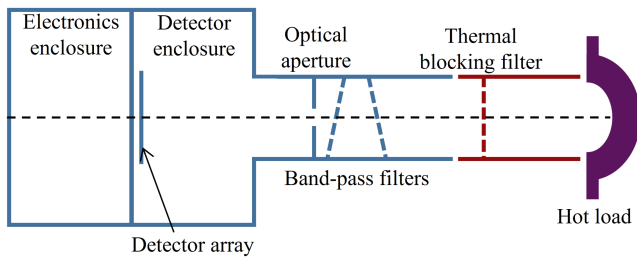 Electronics
enclosure
Detector
enclosure
Optical
aperture
Thermal
blocking filter
Band-pass filters
Hot load
Detector array